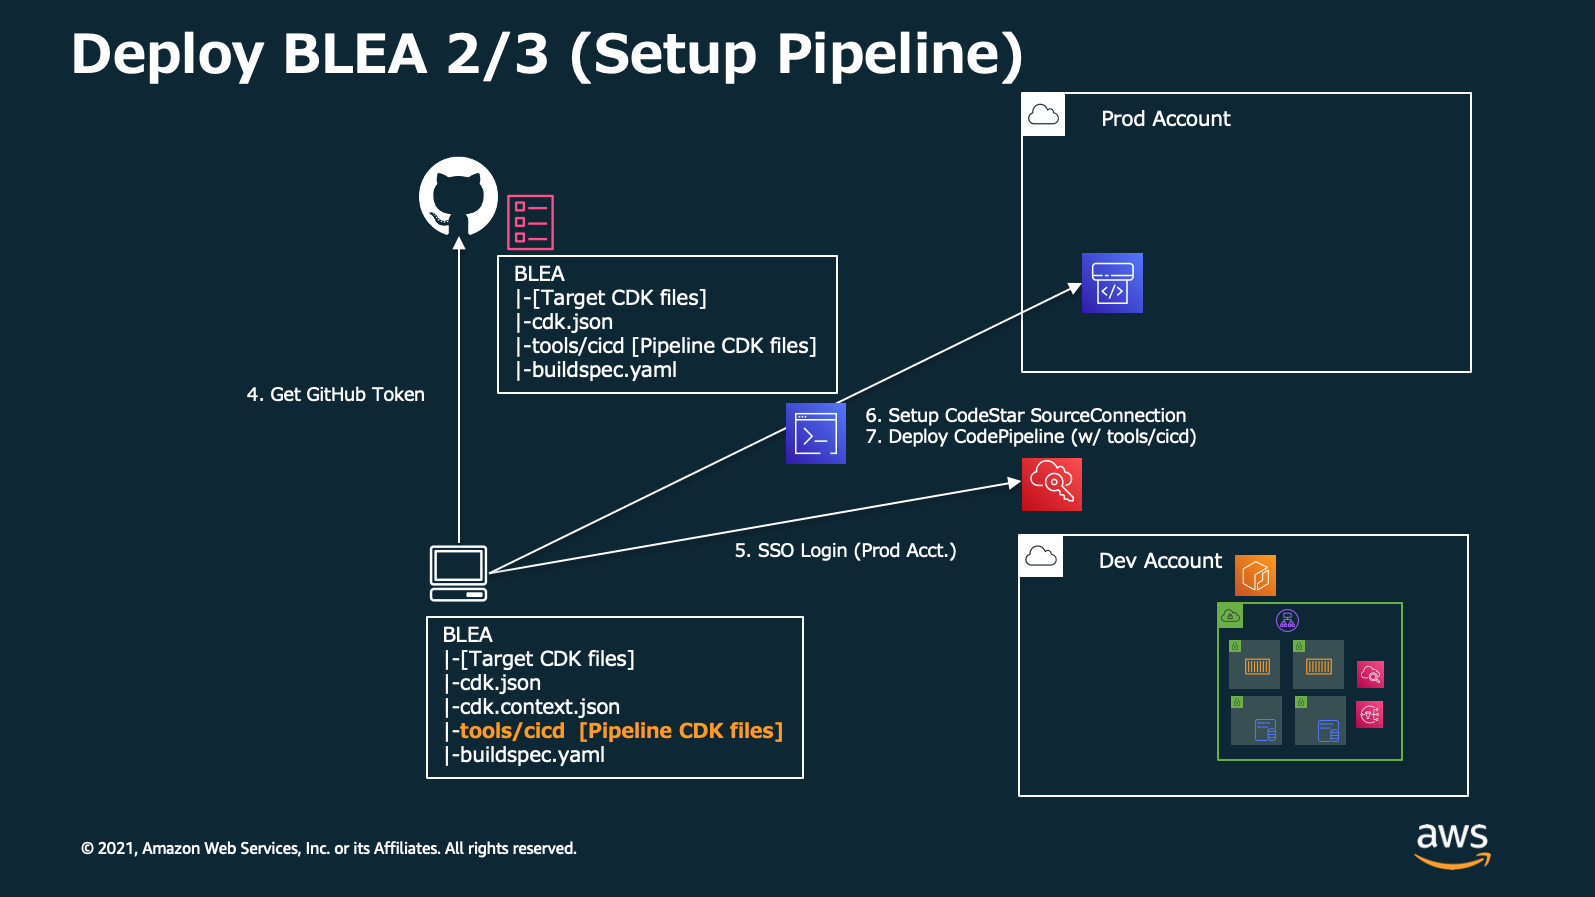 Deploy BLEA 2/3 (Setup Pipeline)
Prod Account
BLEA
|-[Target CDK files]
|-cdk.json
|-tools/cicd [Pipeline CDK files]
|-buildspec.yaml
4. Get GitHub Token
6. Setup CodeStar SourceConnection
7. Deploy CodePipeline (w/ tools/cicd)
5. SSO Login (Prod Acct.)
Dev Account
BLEA
|-[Target CDK files]
|-cdk.json
|-cdk.context.json
|-tools/cicd  [Pipeline CDK files]
|-buildspec.yaml
© 2021, Amazon Web Services, Inc. or its Affiliates. All rights reserved.
aws